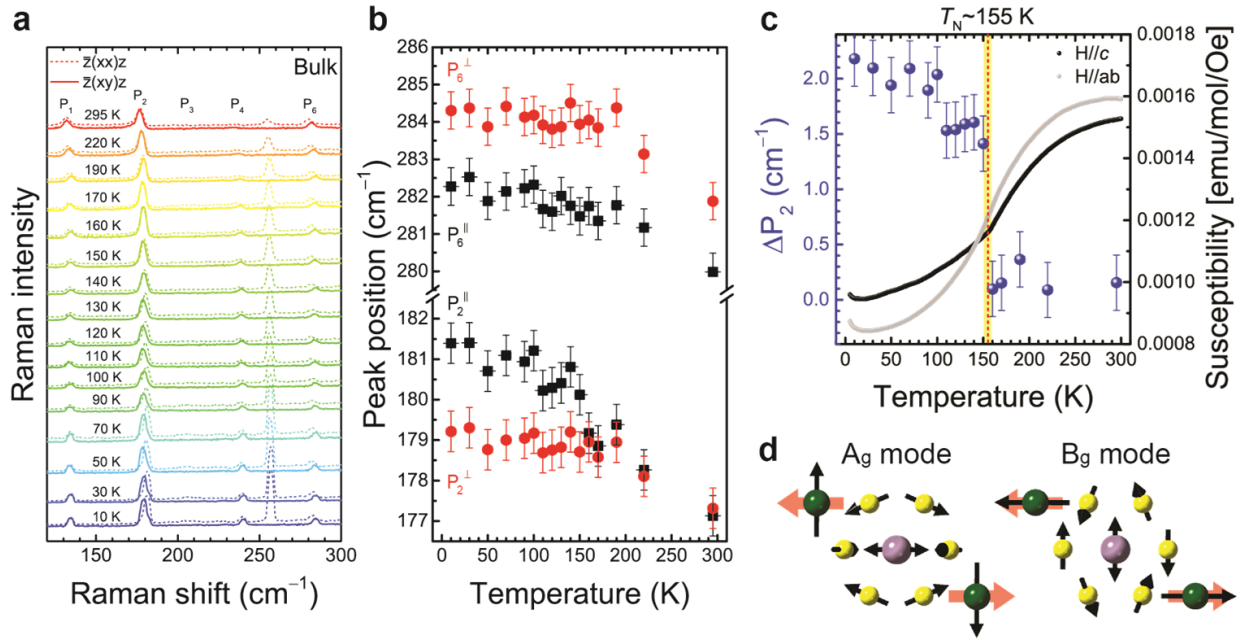 a
z̄(xx)z
z̄(xy)z
Bulk
P₁ P₂ P₃ P₄ P₆
295 K
220 K
190 K
170 K
160 K
150 K
140 K
130 K
120 K
110 K
100 K
90 K
70 K
50 K
30 K
10 K
150 200 250 300
Raman shift (cm⁻¹)
Raman intensity
b
286
285
284
283
282
281
280
182
181
180
179
178
177
P₆⊥
P₆∥
P₂∥
P₂⊥
0 50 100 150 200 250 300
Temperature (K)
Peak position (cm⁻¹)
c
T_N~155 K
H//c
H//ab
2.0
1.5
1.0
0.5
0.0
ΔP₂ (cm⁻¹)
0.0018
0.0016
0.0014
0.0012
0.0010
0.0008
Susceptibility [emu/mol/Oe]
0 50 100 150 200 250 300
Temperature (K)
d
A₉ mode
B₉ mode